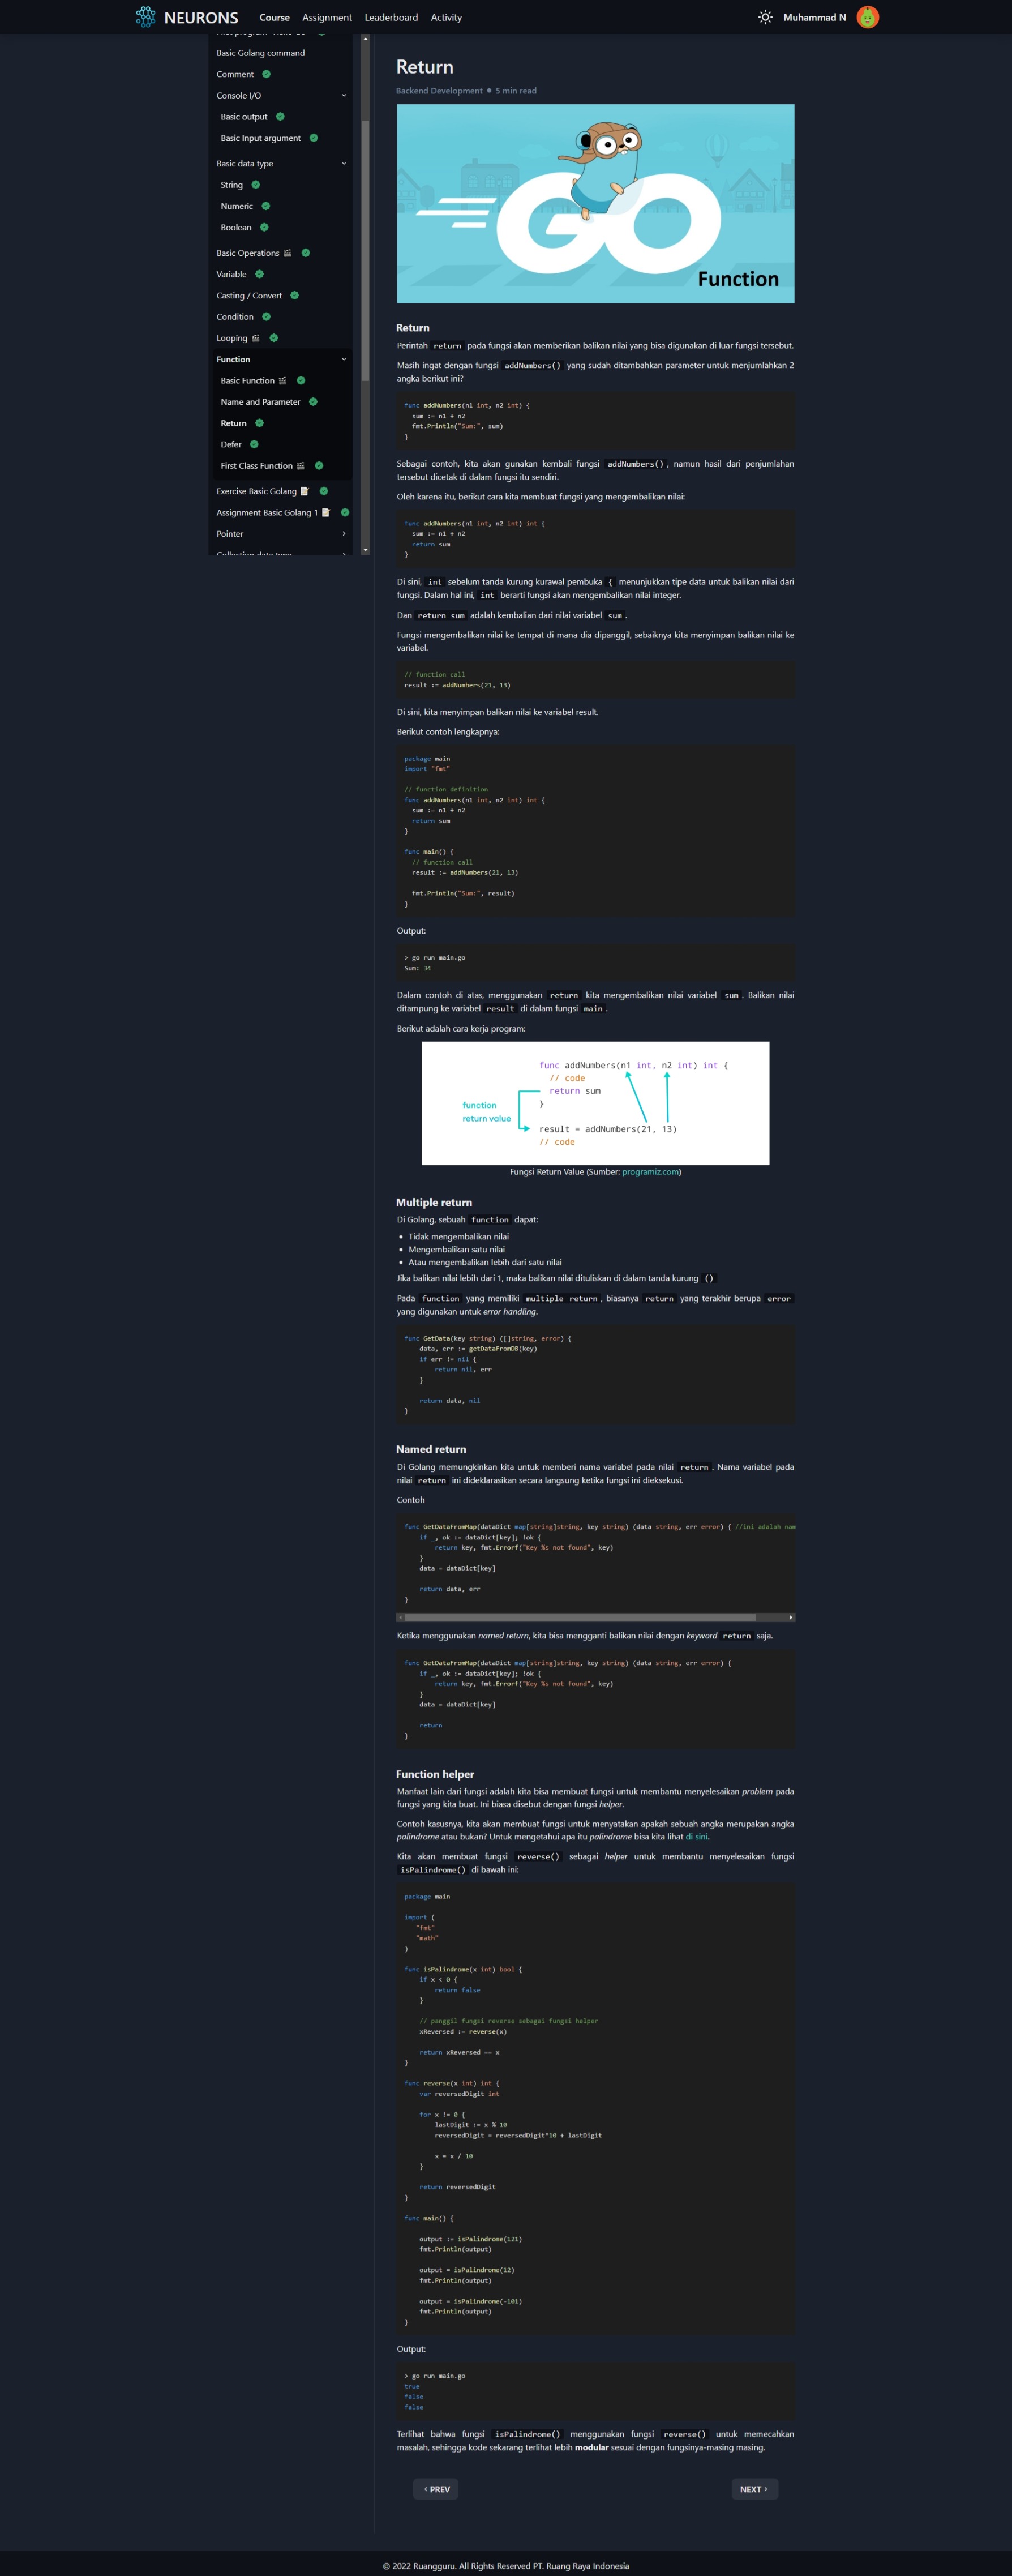 NEURONS
Course Assignment Leaderboard Activity
Muhammad N
Basic Golang command
Comment
Console I/O
Basic output
Basic Input argument
Basic data type
String
Numeric
Boolean
Basic Operations
Variable
Casting / Convert
Condition
Looping
Function
Basic Function
Name and Parameter
Return
Defer
First Class Function
Exercise Basic Golang
Assignment Basic Golang 1
Pointer
Return
Backend Development 5 min read
GO
Function
Return
Perintah return pada fungsi akan memberikan balikan nilai yang bisa digunakan di luar fungsi tersebut.
Masih ingat dengan fungsi addNumbers() yang sudah ditambahkan parameter untuk menjumlahkan 2
angka berikut ini?
func addNumbers(n1 int, n2 int) {
sum := n1 + n2
fmt.Println("Sum:", sum)
}
Sebagai contoh, kita akan gunakan kembali fungsi addNumbers(), namun hasil dari penjumlahan
tersebut dicetak di dalam fungsi itu sendiri.
Oleh karena itu, berikut cara kita membuat fungsi yang mengembalikan nilai:
func addNumbers(n1 int, n2 int) int {
sum := n1 + n2
return sum
}
Di sini, int sebelum tanda kurung kurawal pembuka { menunjukkan tipe data untuk balikan nilai dari
fungsi. Dalam hal ini, int berarti fungsi akan mengembalikan nilai integer.
Dan return sum adalah kembalian dari nilai variabel sum.
Fungsi mengembalikan nilai ke tempat di mana dia dipanggil, sebaiknya kita menyimpan balikan nilai ke
variabel.
// function call
result := addNumbers(21, 13)
Di sini, kita menyimpan balikan nilai ke variabel result.
Berikut contoh lengkapnya:
package main
import "fmt"
// function definition
func addNumbers(n1 int, n2 int) int {
sum := n1 + n2
return sum
}
func main() {
// function call
result := addNumbers(21, 13)
fmt.Println("Sum:", result)
}
Output:
> go run main.go
Sum: 34
Dalam contoh di atas, menggunakan return kita mengembalikan nilai variabel sum. Balikan nilai
ditampung ke variabel result di dalam fungsi main.
Berikut adalah cara kerja program:
func addNumbers(n1 int, n2 int) int {
// code
return sum
}
function
return value
result = addNumbers(21, 13)
// code
Fungsi Return Value (Sumber: programiz.com)
Multiple return
Di Golang, sebuah function dapat:
• Tidak mengembalikan nilai
• Mengembalikan satu nilai
• Atau mengembalikan lebih dari satu nilai
Jika balikan nilai lebih dari 1, maka balikan nilai dituliskan di dalam tanda kurung ()
Pada function yang memiliki multiple return, biasanya return yang terakhir berupa error
yang digunakan untuk error handling.
func GetData(key string) ([]string, error) {
data, err := getDataFromDB(key)
if err != nil {
return nil, err
}
return data, nil
}
Named return
Di Golang memungkinkan kita untuk memberi nama variabel pada nilai return. Nama variabel pada
nilai return ini dideklarasikan secara langsung ketika fungsi ini dieksekusi.
Contoh
func GetDataFromMap(dataDict map[string]string, key string) (data string, err error) { //ini adalah nam
if _, ok := dataDict[key]; !ok {
return key, fmt.Errorf("Key %s not found", key)
}
data = dataDict[key]
return data, err
}
Ketika menggunakan named return, kita bisa mengganti balikan nilai dengan keyword return saja.
func GetDataFromMap(dataDict map[string]string, key string) (data string, err error) {
if _, ok := dataDict[key]; !ok {
return key, fmt.Errorf("Key %s not found", key)
}
data = dataDict[key]
return
}
Function helper
Manfaat lain dari fungsi adalah kita bisa membuat fungsi untuk membantu menyelesaikan problem pada
fungsi yang kita buat. Ini biasa disebut dengan fungsi helper.
Contoh kasusnya, kita akan membuat fungsi untuk menyatakan apakah sebuah angka merupakan angka
palindrome atau bukan? Untuk mengetahui apa itu palindrome bisa kita lihat di sini.
Kita akan membuat fungsi reverse() sebagai helper untuk membantu menyelesaikan fungsi
isPalindrome() di bawah ini:
package main
import (
"fmt"
"math"
)
func isPalindrome(x int) bool {
if x < 0 {
return false
}
// panggil fungsi reverse sebagai fungsi helper
xReversed := reverse(x)
return xReversed == x
}
func reverse(x int) int {
var reversedDigit int
for x != 0 {
lastDigit := x % 10
reversedDigit = reversedDigit*10 + lastDigit
x = x / 10
}
return reversedDigit
}
func main() {
output := isPalindrome(121)
fmt.Println(output)
output = isPalindrome(12)
fmt.Println(output)
output = isPalindrome(-101)
fmt.Println(output)
}
Output:
> go run main.go
true
false
false
Terlihat bahwa fungsi isPalindrome() menggunakan fungsi reverse() untuk memecahkan
masalah, sehingga kode sekarang terlihat lebih modular sesuai dengan fungsinya-masing masing.
< PREV
NEXT >
© 2022 Ruangguru. All Rights Reserved PT. Ruang Raya Indonesia